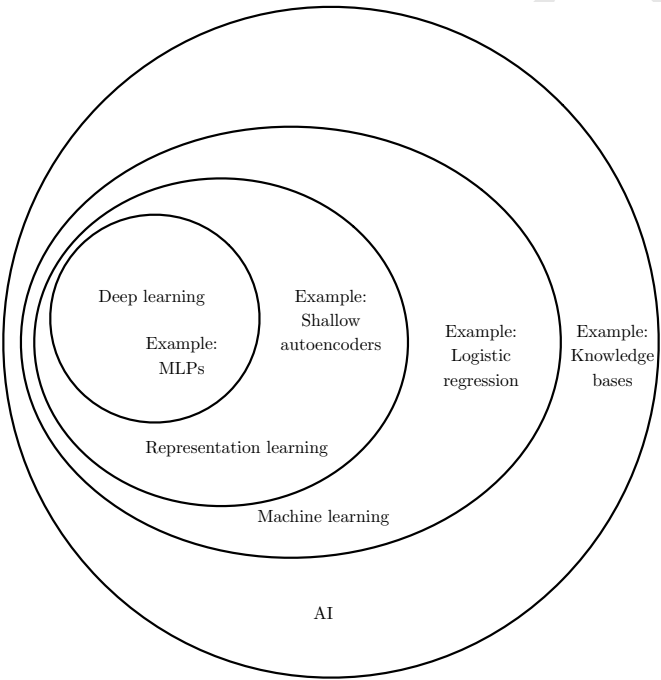 Deep learning
Example:
MLPs
Example:
Shallow
autoencoders
Example:
Logistic
regression
Example:
Knowledge
bases
Representation learning
Machine learning
AI